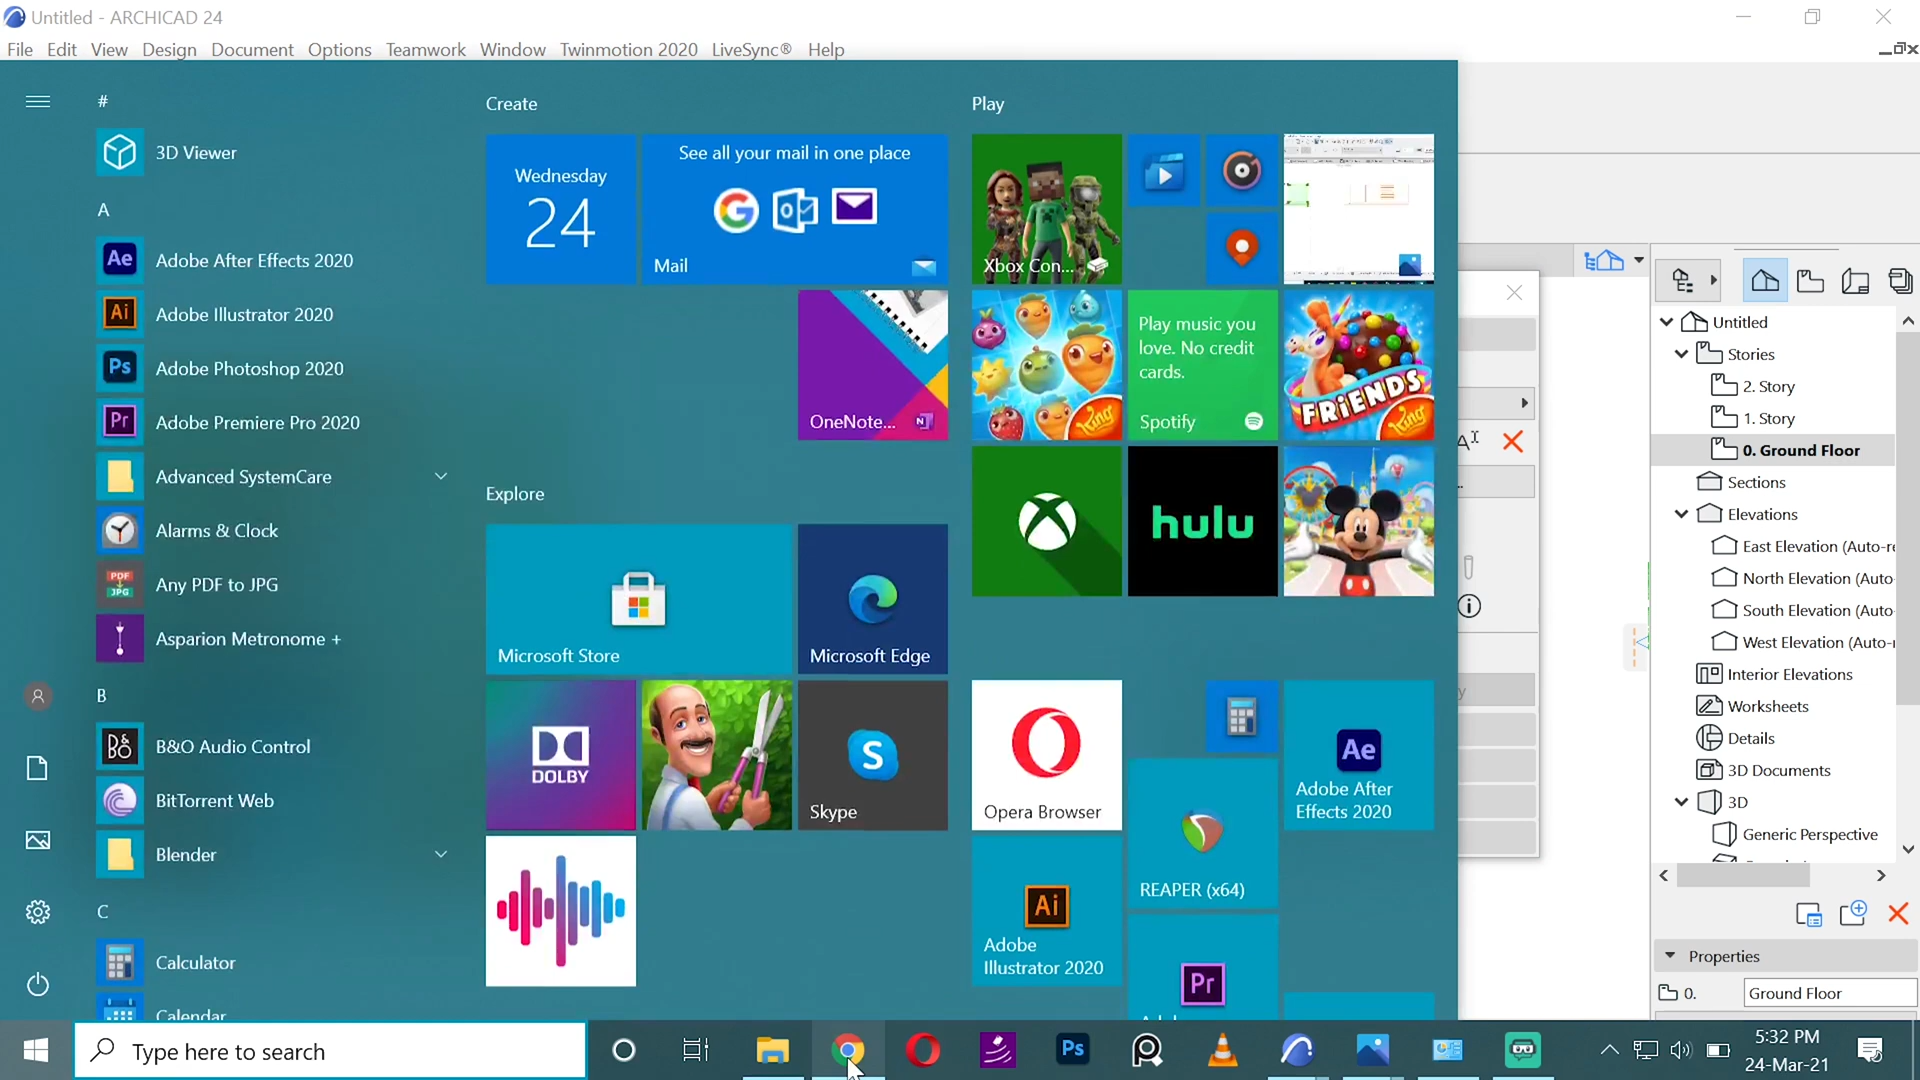 Untitled - ARCHICAD 24
File Edit View Design Document Options Teamwork Window Twinmotion 2020 LiveSync® Help
#
3D Viewer
A
Adobe After Effects 2020
Adobe Illustrator 2020
Adobe Photoshop 2020
Adobe Premiere Pro 2020
Advanced SystemCare
Alarms & Clock
Any PDF to JPG
Asparion Metronome +
B
B&O Audio Control
BitTorrent Web
Blender
C
Calculator
Calendar
Create
Wednesday
24
See all your mail in one place
Mail
OneNote...
Explore
Microsoft Store
Microsoft Edge
DOLBY
Skype
Play
Xbox Con...
Play music you
love. No credit
cards.
Spotify
King
FRiENDS
King
hulu
Opera Browser
REAPER (x64)
Adobe After
Effects 2020
Adobe
Illustrator 2020
Untitled
Stories
2. Story
1. Story
0. Ground Floor
Sections
Elevations
East Elevation (Auto-re
North Elevation (Auto
South Elevation (Auto
West Elevation (Auto-
Interior Elevations
Worksheets
Details
3D Documents
3D
Generic Perspective
Properties
0. Ground Floor
Type here to search
5:32 PM
24-Mar-21